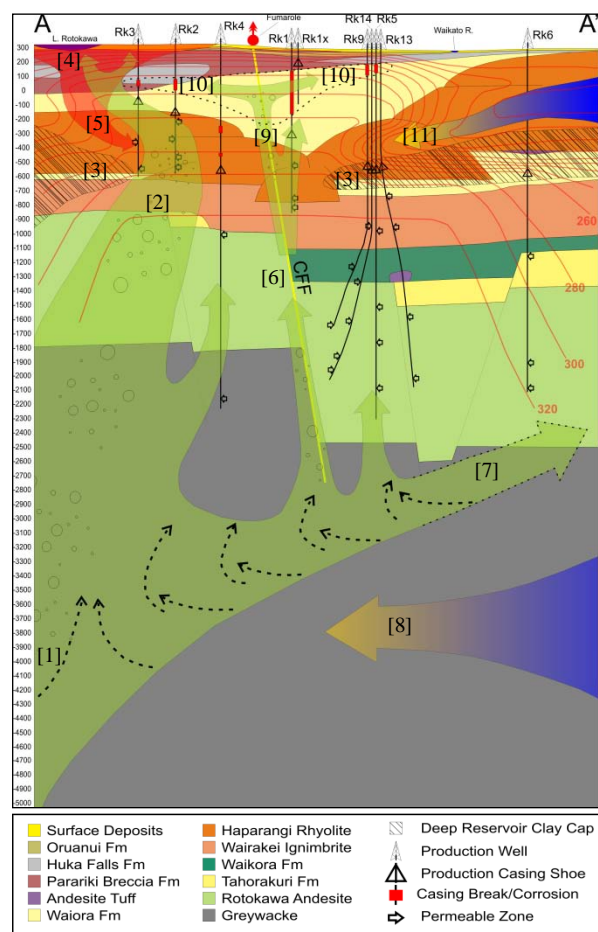 A
A'
L. Rotokawa
Rk3
Rk2
Rk4
Fumarole
Rk1
Rk1x
Rk14
Rk5
Rk9
Rk13
Waikato R.
Rk6
300
200
100
0
-100
-200
-300
-400
-500
-600
-700
-800
-900
-1000
-1100
-1200
-1300
-1400
-1500
-1600
-1700
-1800
-1900
-2000
-2100
-2200
-2300
-2400
-2500
-2600
-2700
-2800
-2900
-3000
-3100
-3200
-3300
-3400
-3500
-3600
-3700
-3800
-3900
-4000
-4100
-4200
-4300
-4400
-4500
-4600
-4700
-4800
-4900
-5000
[4]
[10]
[10]
[5]
[9]
[11]
[3]
[3]
[2]
260
[6]
CFF
280
300
320
[7]
[8]
[1]
Surface Deposits
Oruanui Fm
Huka Falls Fm
Parariki Breccia Fm
Andesite Tuff
Waiora Fm
Haparangi Rhyolite
Wairakei Ignimbrite
Waikora Fm
Tahorakuri Fm
Rotokawa Andesite
Greywacke
Deep Reservoir Clay Cap
Production Well
Production Casing Shoe
Casing Break/Corrosion
Permeable Zone